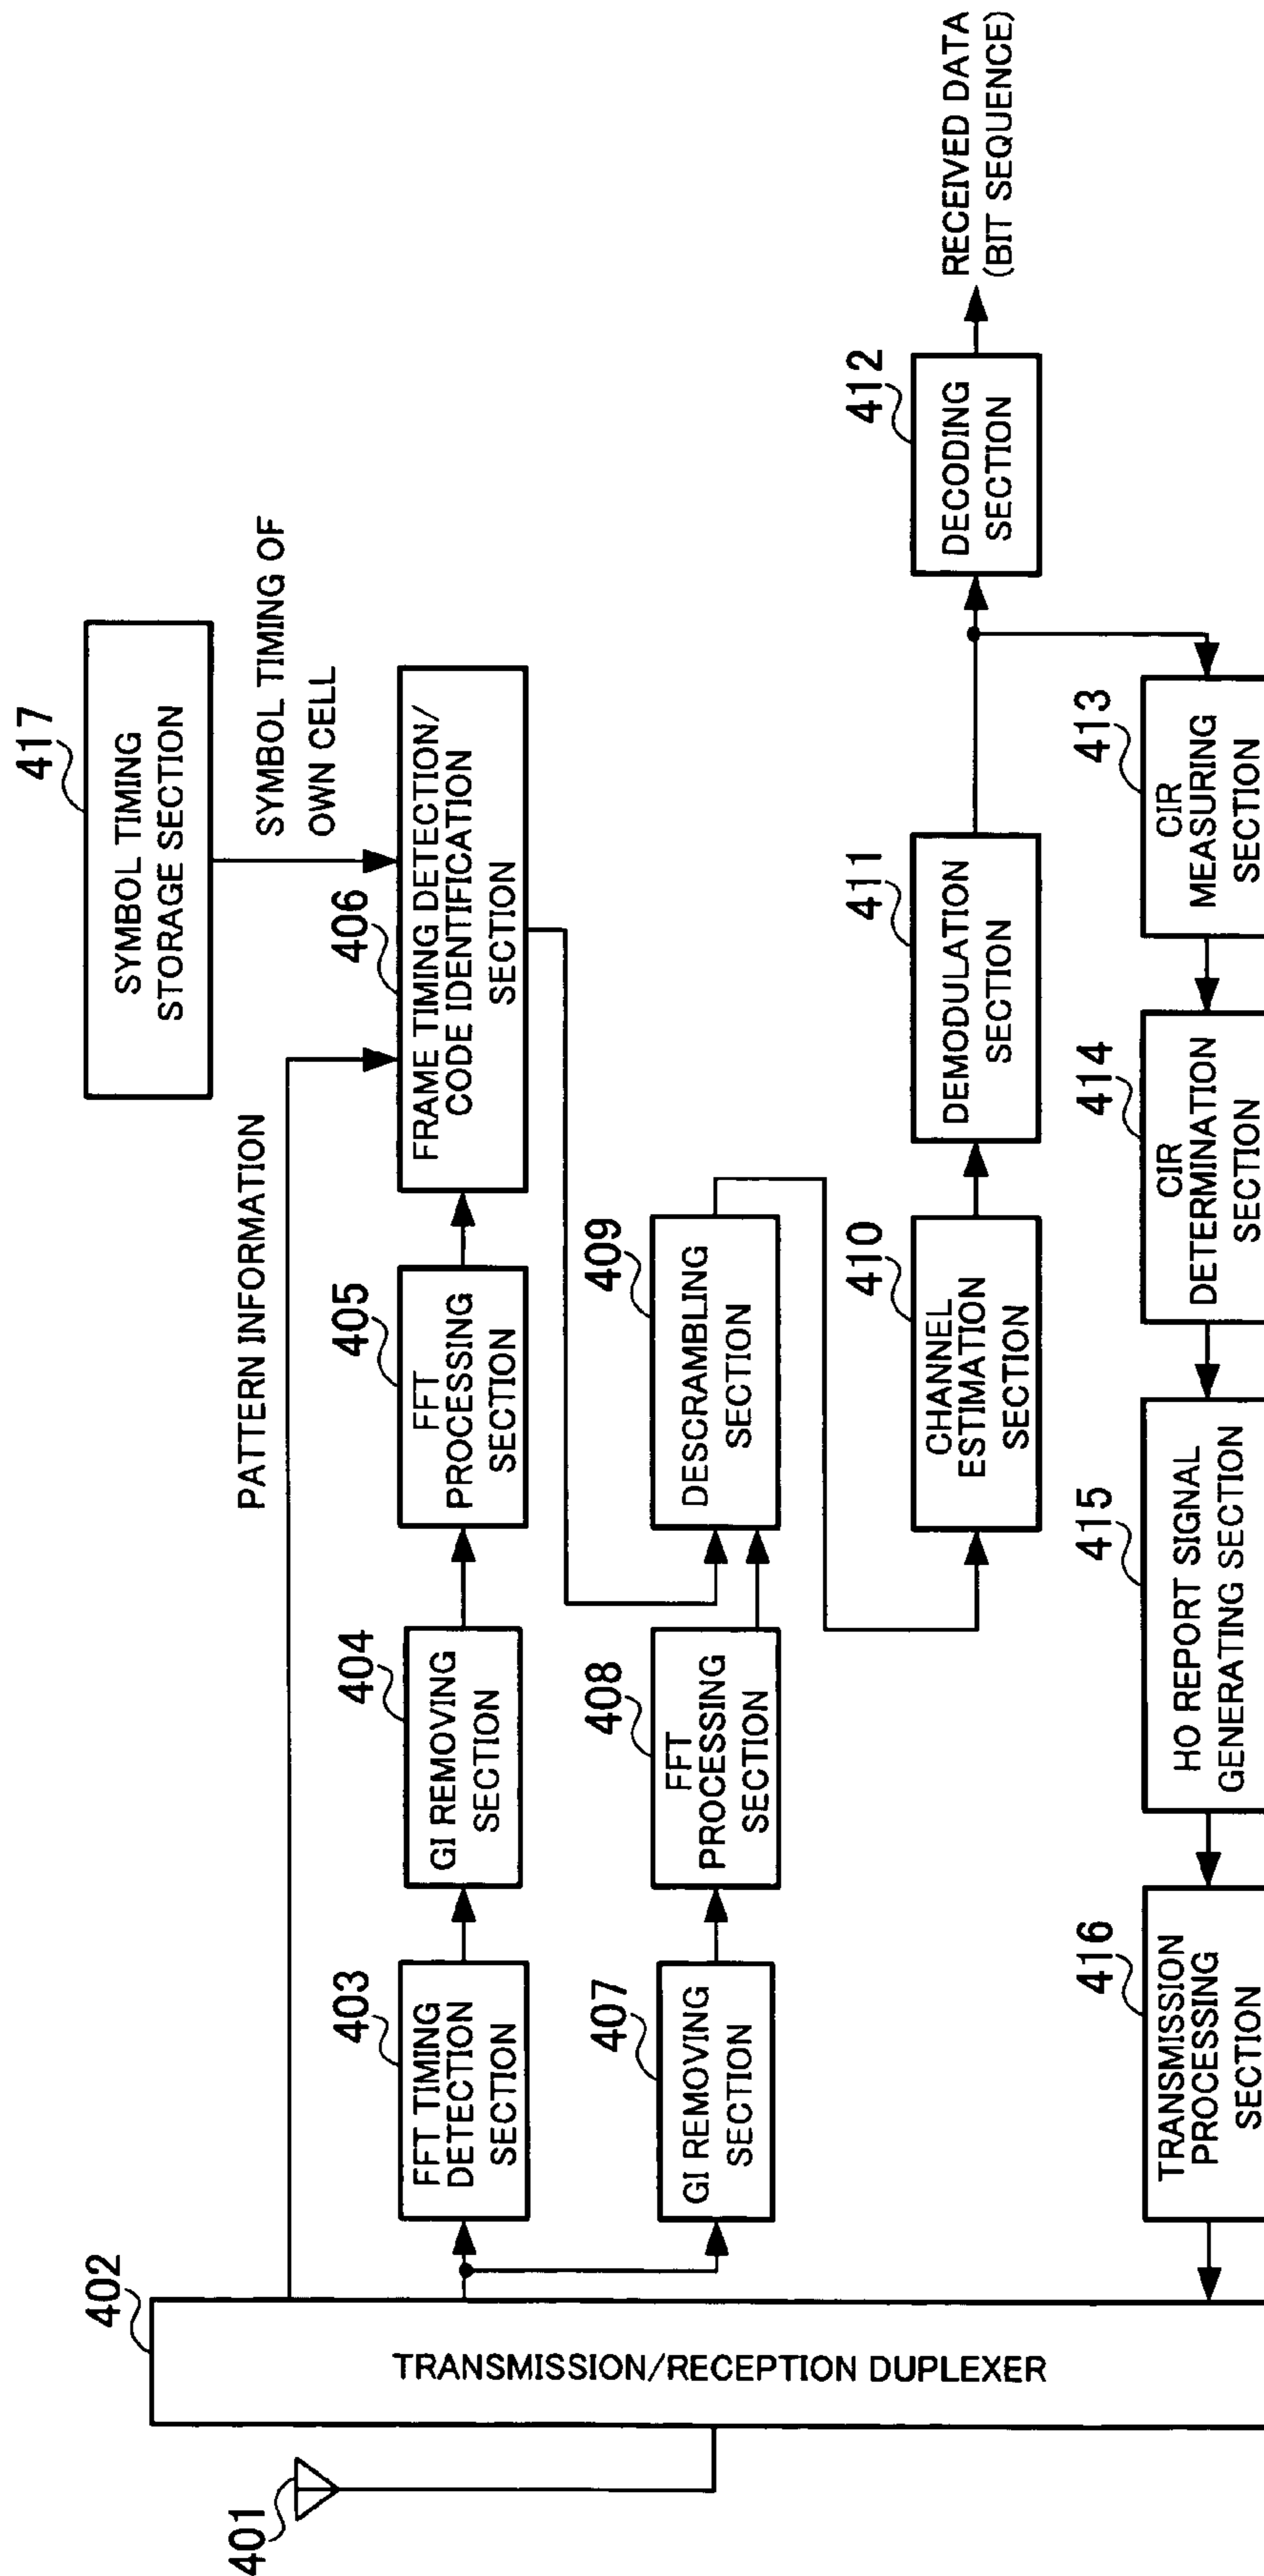 401
402
TRANSMISSION/RECEPTION DUPLEXER
PATTERN INFORMATION
417
SYMBOL TIMING
STORAGE SECTION
SYMBOL TIMING OF
OWN CELL
403
FFT TIMING
DETECTION
SECTION
404
GI REMOVING
SECTION
405
FFT
PROCESSING
SECTION
406
FRAME TIMING DETECTION/
CODE IDENTIFICATION
SECTION
407
GI REMOVING
SECTION
408
FFT
PROCESSING
SECTION
409
DESCRAMBLING
SECTION
410
CHANNEL
ESTIMATION
SECTION
411
DEMODULATION
SECTION
412
DECODING
SECTION
RECEIVED DATA
(BIT SEQUENCE)
416
TRANSMISSION
PROCESSING
SECTION
415
HO REPORT SIGNAL
GENERATING SECTION
414
CIR
DETERMINATION
SECTION
413
CIR
MEASURING
SECTION